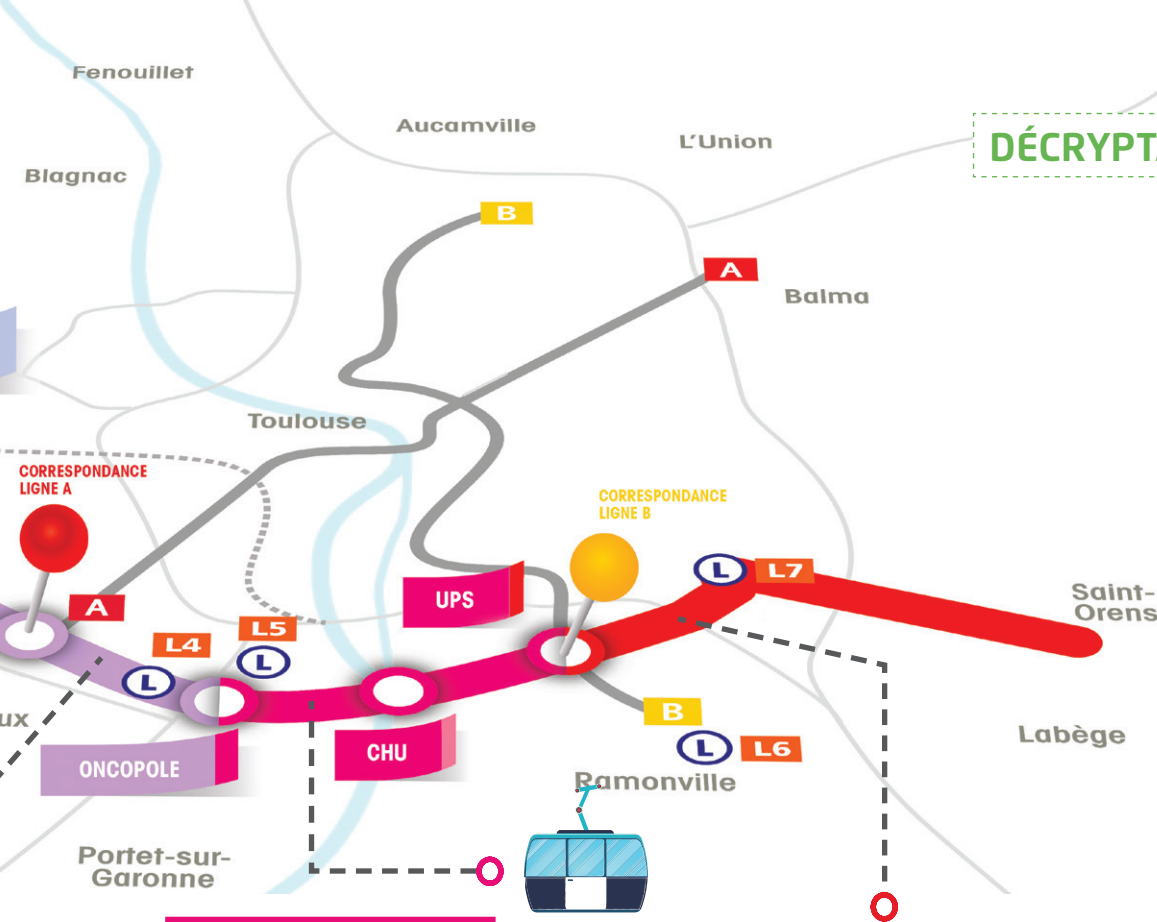 Fenouillet
Aucamville
L'Union
DÉCRYPT
Blagnac
B
A
Balma
Toulouse
CORRESPONDANCE
LIGNE A
CORRESPONDANCE
LIGNE B
L
L7
UPS
A
Saint-
Orens
L5
L4
L
L
B
L
L6
ux
Labège
CHU
ONCOPOLE
Ramonville
Portet-sur-
Garonne